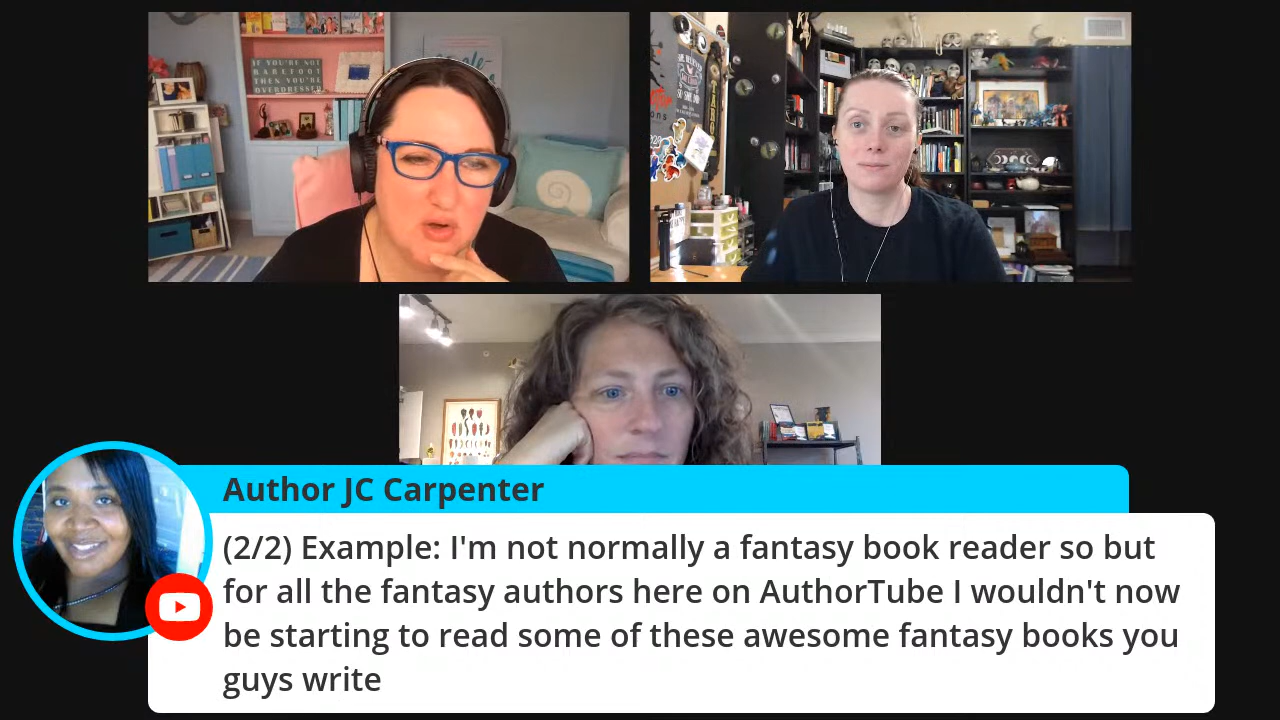 IF YOU'RE NOT
BAREFOOT
THEN YOU'RE
OVERDRESSED
Author JC Carpenter
(2/2) Example: I'm not normally a fantasy book reader so but
for all the fantasy authors here on AuthorTube I wouldn't now
be starting to read some of these awesome fantasy books you
guys write